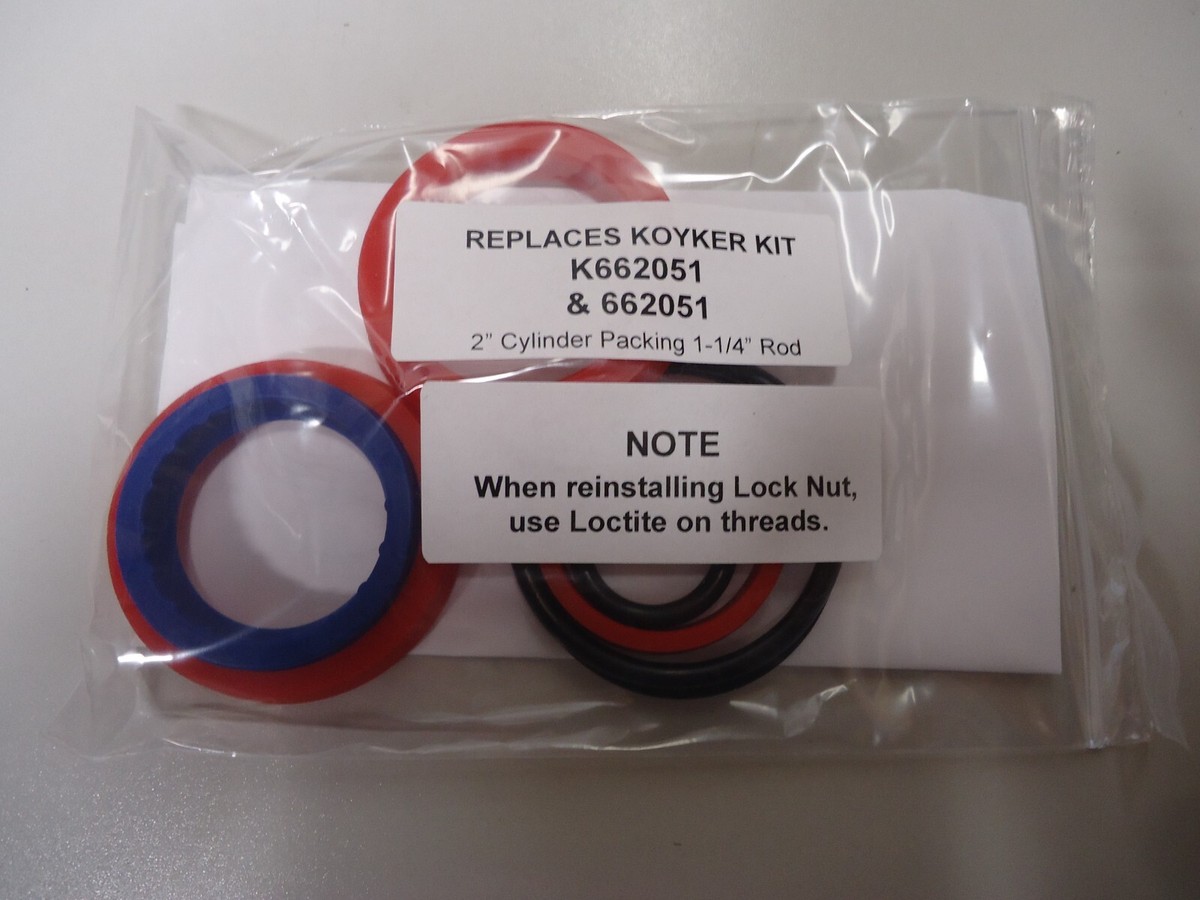 REPLACES KOYKER KIT
K662051
& 662051
2” Cylinder Packing 1-1/4” Rod
NOTE
When reinstalling Lock Nut,
use Loctite on threads.